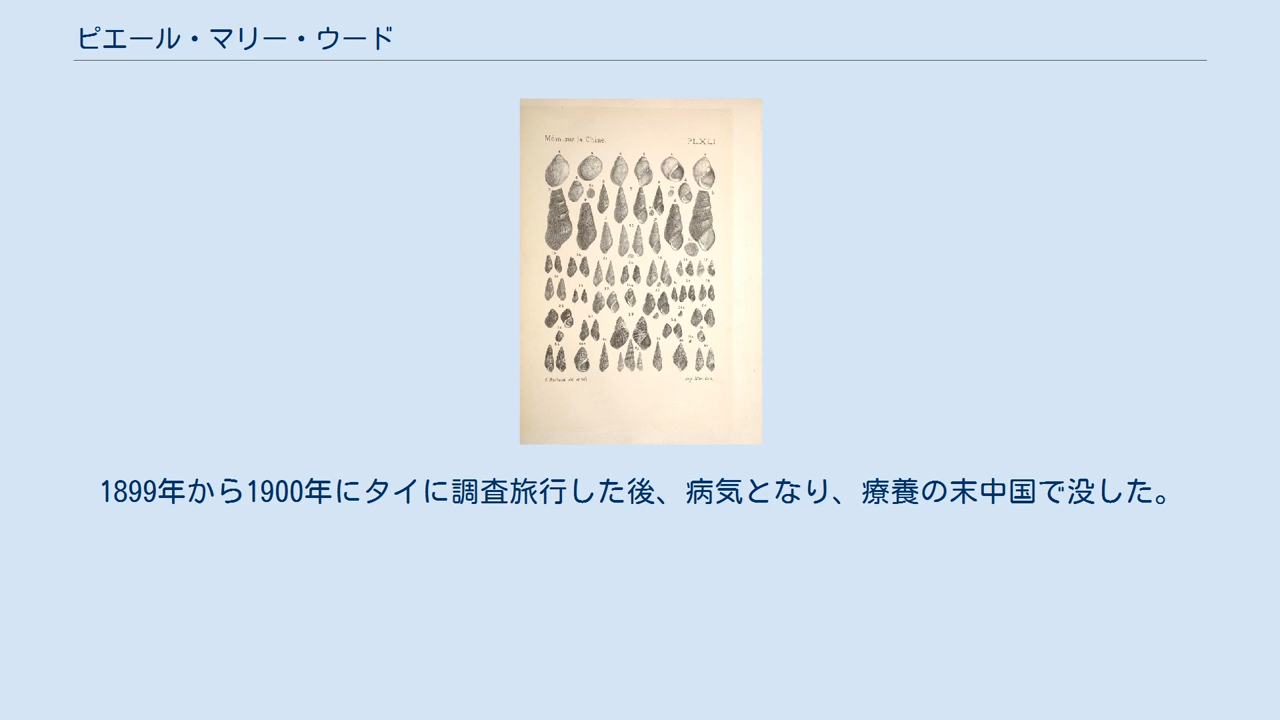 ピエール・マリー・ウード
Mém. sur la Chine.
PL.XLI
1899年から1900年にタイに調査旅行した後、病気となり、療養の末中国で没した。